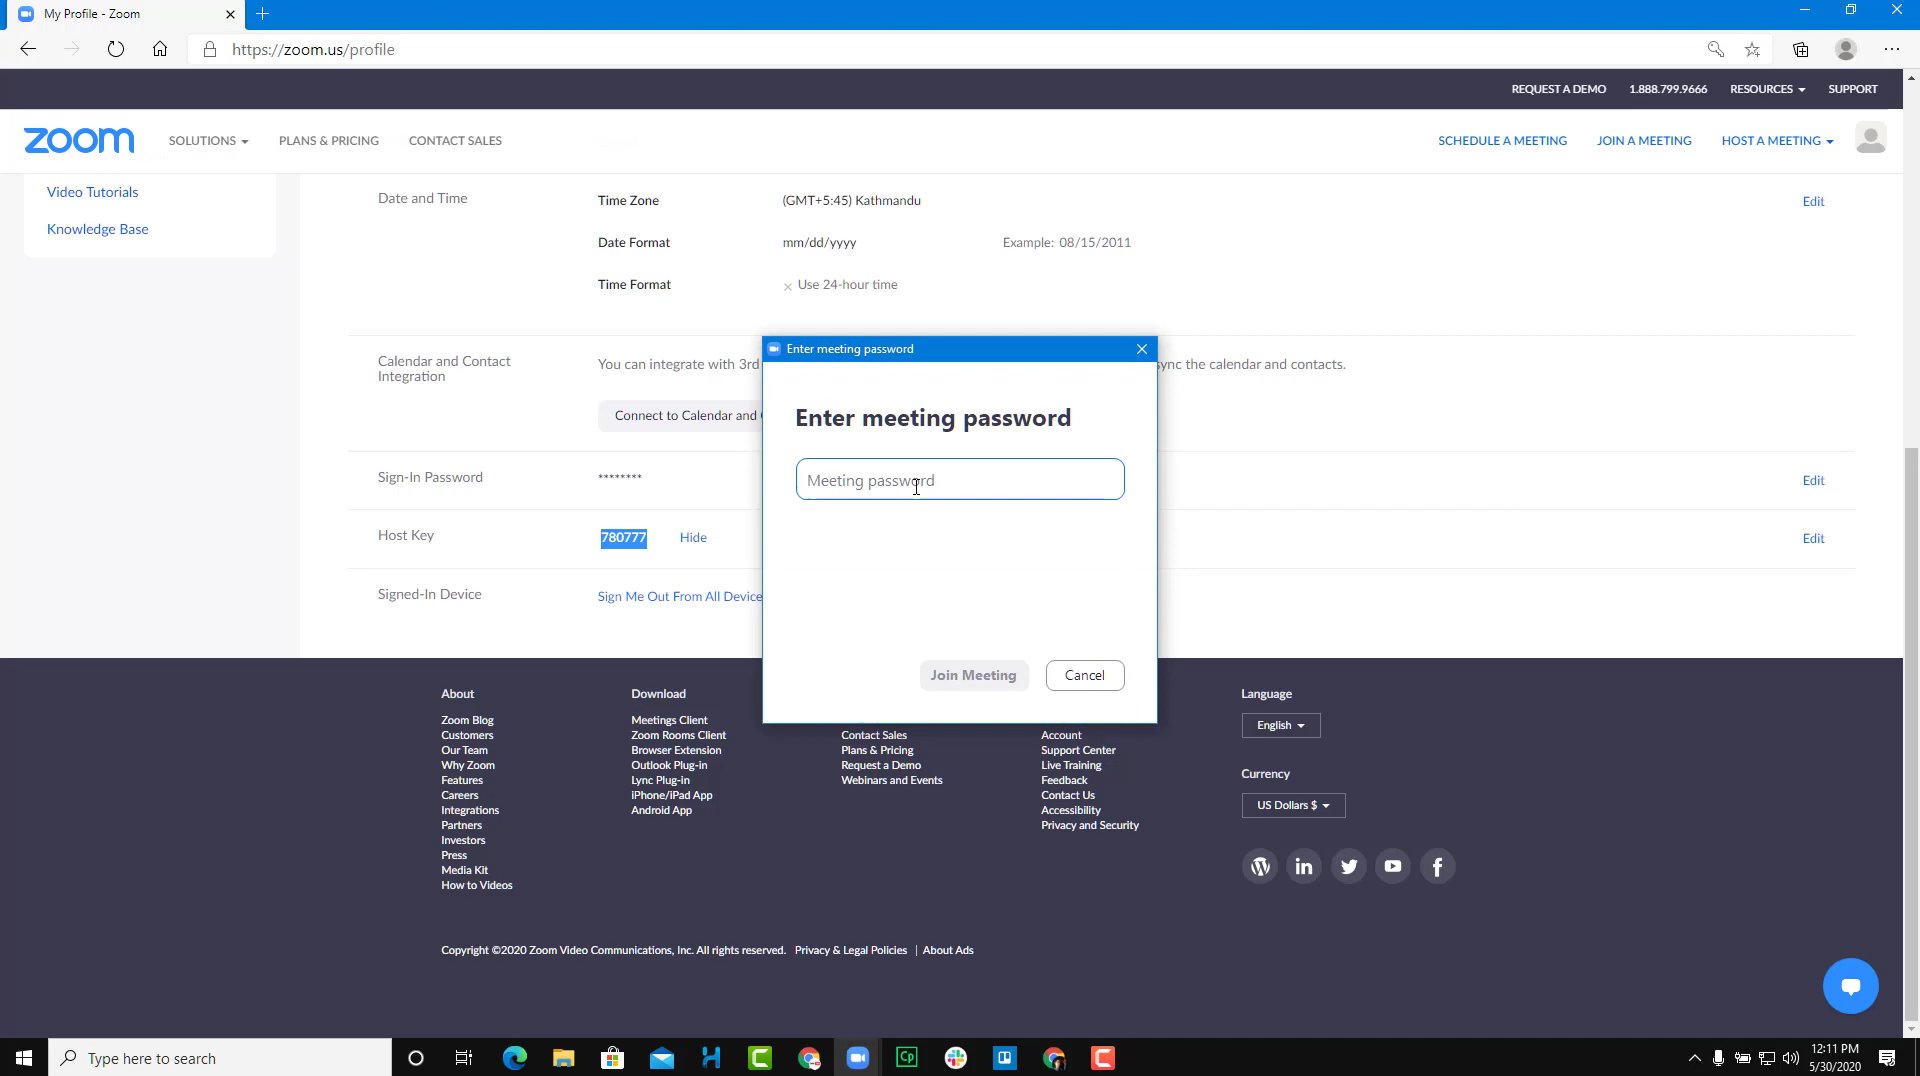 My Profile - Zoom
https://zoom.us/profile
REQUEST A DEMO 1.888.799.9666 RESOURCES SUPPORT
zoom SOLUTIONS PLANS & PRICING CONTACT SALES SCHEDULE A MEETING JOIN A MEETING HOST A MEETING
Video Tutorials
Knowledge Base
Date and Time Time Zone (GMT+5:45) Kathmandu Edit
Date Format mm/dd/yyyy Example: 08/15/2011
Time Format × Use 24-hour time
Calendar and Contact
Integration
You can integrate with 3rd sync the calendar and contacts.
Connect to Calendar and
Sign-In Password ******** Edit
Host Key 780777 Hide Edit
Signed-In Device Sign Me Out From All Device
Enter meeting password
Enter meeting password
Meeting password
Join Meeting Cancel
About
Zoom Blog
Customers
Our Team
Why Zoom
Features
Careers
Integrations
Partners
Investors
Press
Media Kit
How to Videos
Download
Meetings Client
Zoom Rooms Client
Browser Extension
Outlook Plug-in
Lync Plug-in
iPhone/iPad App
Android App
Contact Sales
Plans & Pricing
Request a Demo
Webinars and Events
Account
Support Center
Live Training
Feedback
Contact Us
Accessibility
Privacy and Security
Language
English
Currency
US Dollars $
Copyright ©2020 Zoom Video Communications, Inc. All rights reserved. Privacy & Legal Policies | About Ads
Type here to search
Cp
12:11 PM
5/30/2020